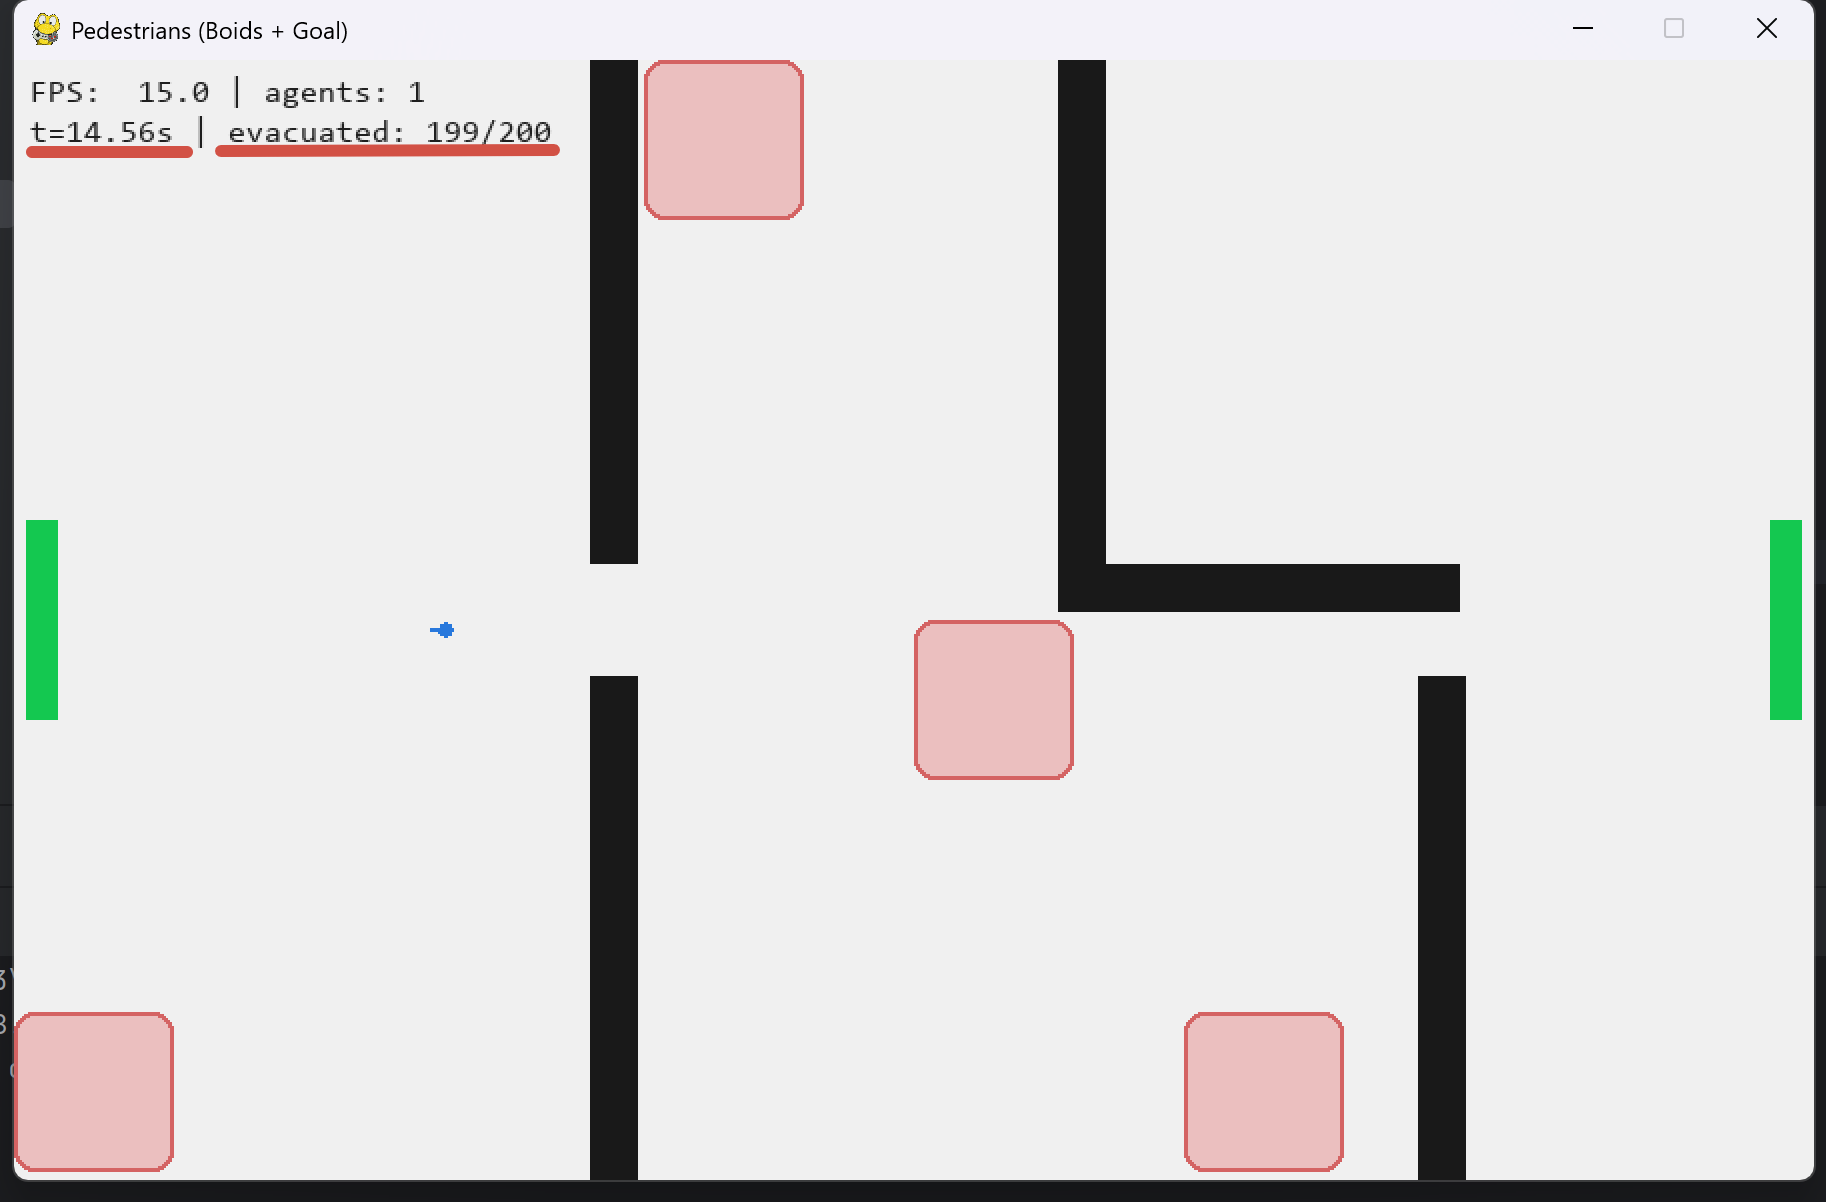 Pedestrians (Boids + Goal)
FPS:  15.0 | agents: 1
t=14.56s | evacuated: 199/200